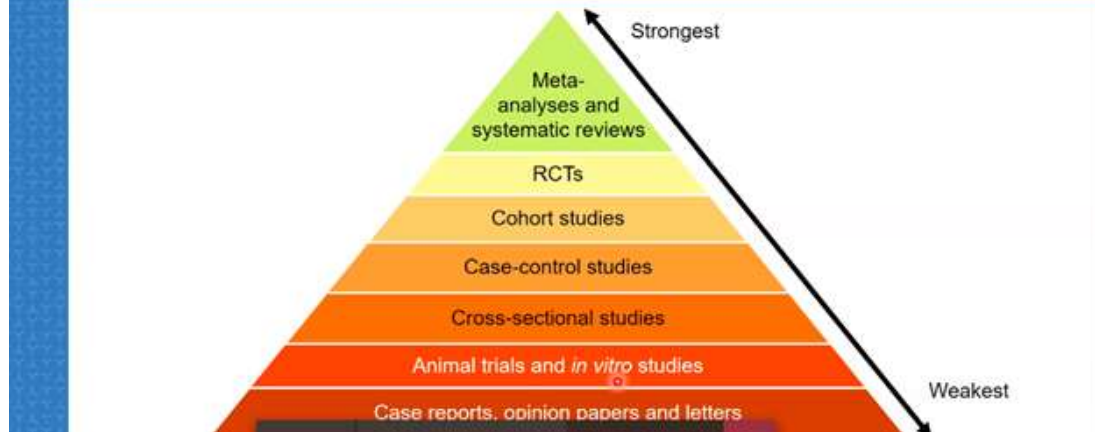 Strongest
Meta-
analyses and
systematic reviews
RCTs
Cohort studies
Case-control studies
Cross-sectional studies
Animal trials and in vitro studies
Weakest
Case reports, opinion papers and letters